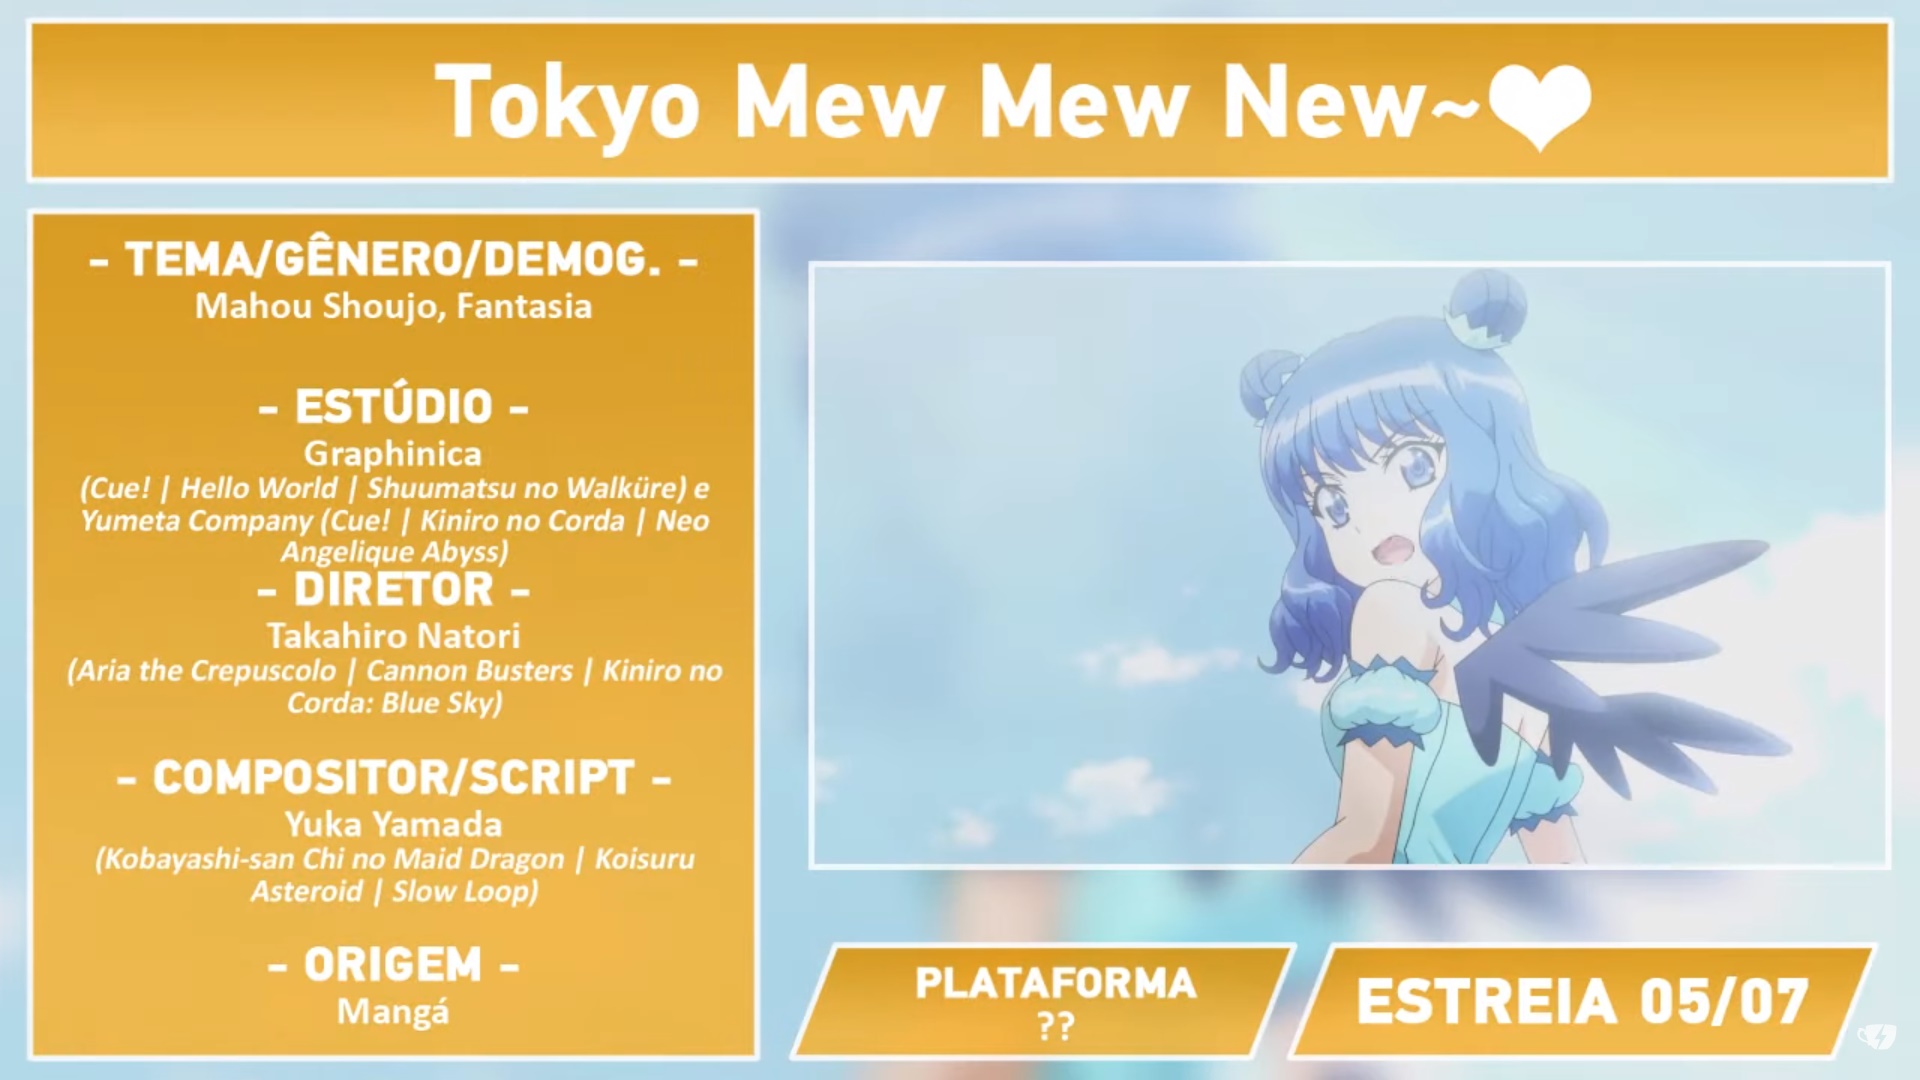 Tokyo Mew Mew New~❤
- TEMA/GÊNERO/DEMOG. -
Mahou Shoujo, Fantasia
- ESTÚDIO -
Graphinica
(Cue! | Hello World | Shuumatsu no Walküre) e
Yumeta Company (Cue! | Kiniro no Corda | Neo
Angelique Abyss)
- DIRETOR -
Takahiro Natori
(Aria the Crepuscolo | Cannon Busters | Kiniro no
Corda: Blue Sky)
- COMPOSITOR/SCRIPT -
Yuka Yamada
(Kobayashi-san Chi no Maid Dragon | Koisuru
Asteroid | Slow Loop)
- ORIGEM -
Mangá
PLATAFORMA
??
ESTREIA 05/07